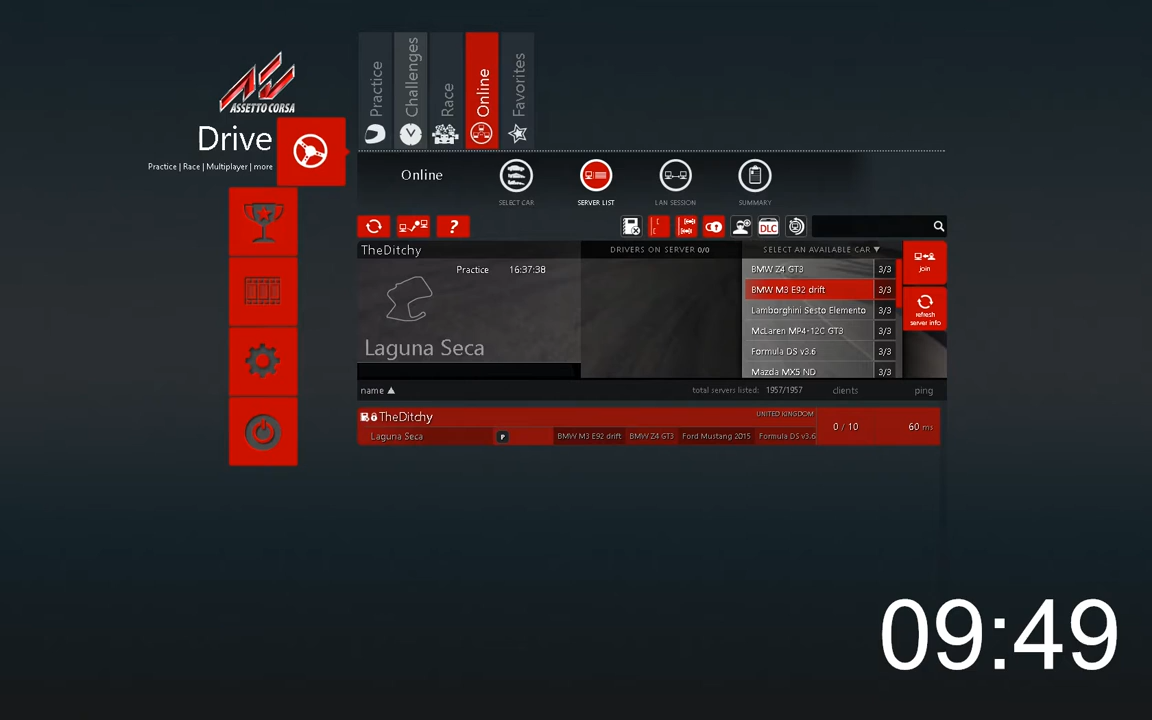 Practice
Challenges
Race
Online
Favorites
ASSETTO CORSA
Drive
Practice | Race | Multiplayer | more
Online
SELECT CAR
SERVER LIST
LAN SESSION
SUMMARY
?
DLC
TheDitchy
DRIVERS ON SERVER 0/0
SELECT AN AVAILABLE CAR ▼
Practice 16:37:38
Laguna Seca
BMW Z4 GT3 3/3
BMW M3 E92 drift 3/3
Lamborghini Sesto Elemento 3/3
McLaren MP4-12C GT3 3/3
Formula DS v3.6 3/3
Mazda MX5 ND 3/3
join
refresh
server info
name ▲ total servers listed: 1957/1957 clients ping
TheDitchy UNITED KINGDOM
0 / 10 60 ms
Laguna Seca P BMW M3 E92 drift BMW Z4 GT3 Ford Mustang 2015 Formula DS v3.6
09:49